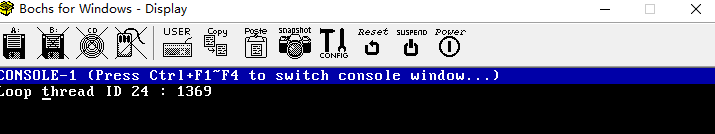 Bochs for Windows - Display
A: B: CD USER Copy Paste snapshot CONFIG Reset SUSPEND Power
CONSOLE-1 (Press Ctrl+F1~F4 to switch console window...)
Loop thread ID 24 : 1369